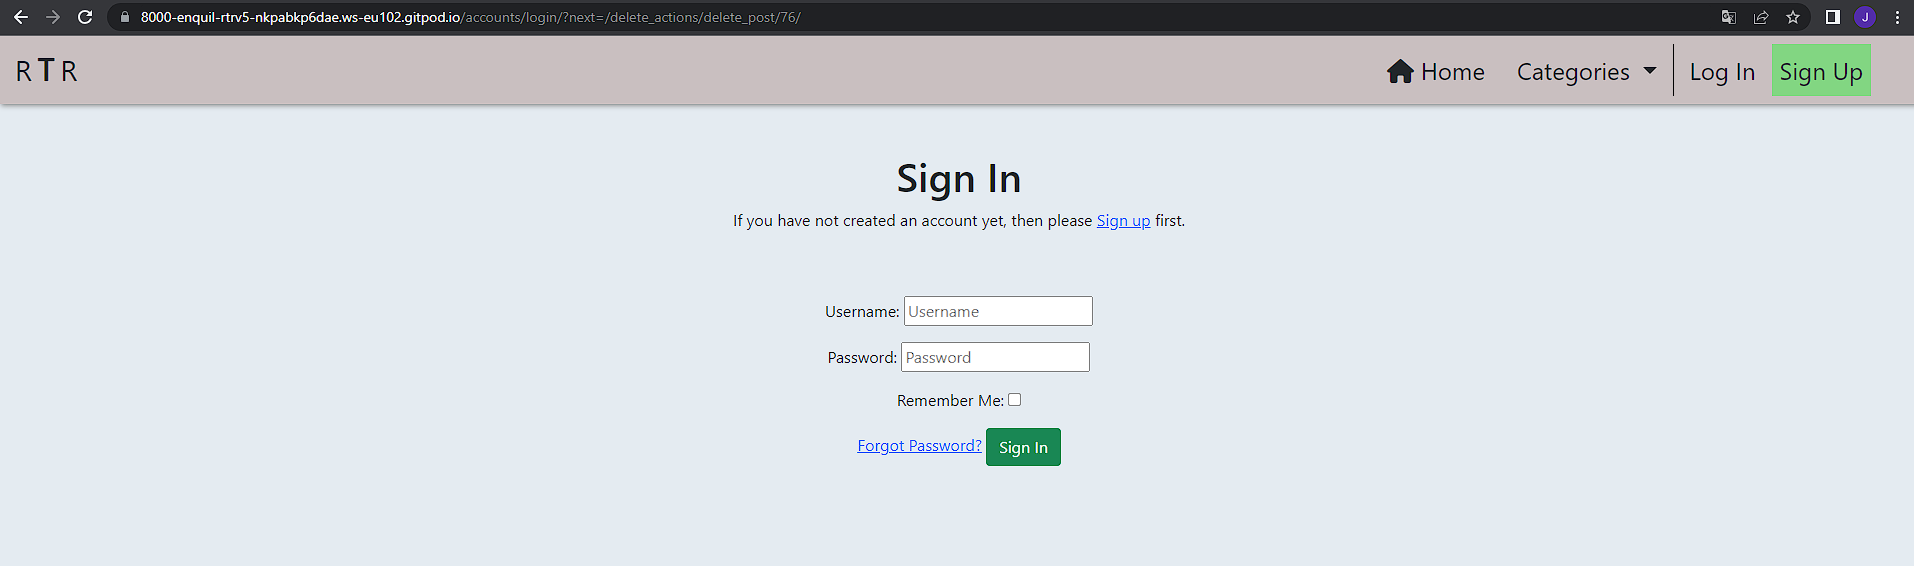 8000-enquil-rtrv5-nkpabkp6dae.ws-eu102.gitpod.io/accounts/login/?next=/delete_actions/delete_post/76/
J
R T R
Home Categories Log In Sign Up
Sign In
If you have not created an account yet, then please Sign up first.
Username: Username
Password: Password
Remember Me:
Forgot Password? Sign In